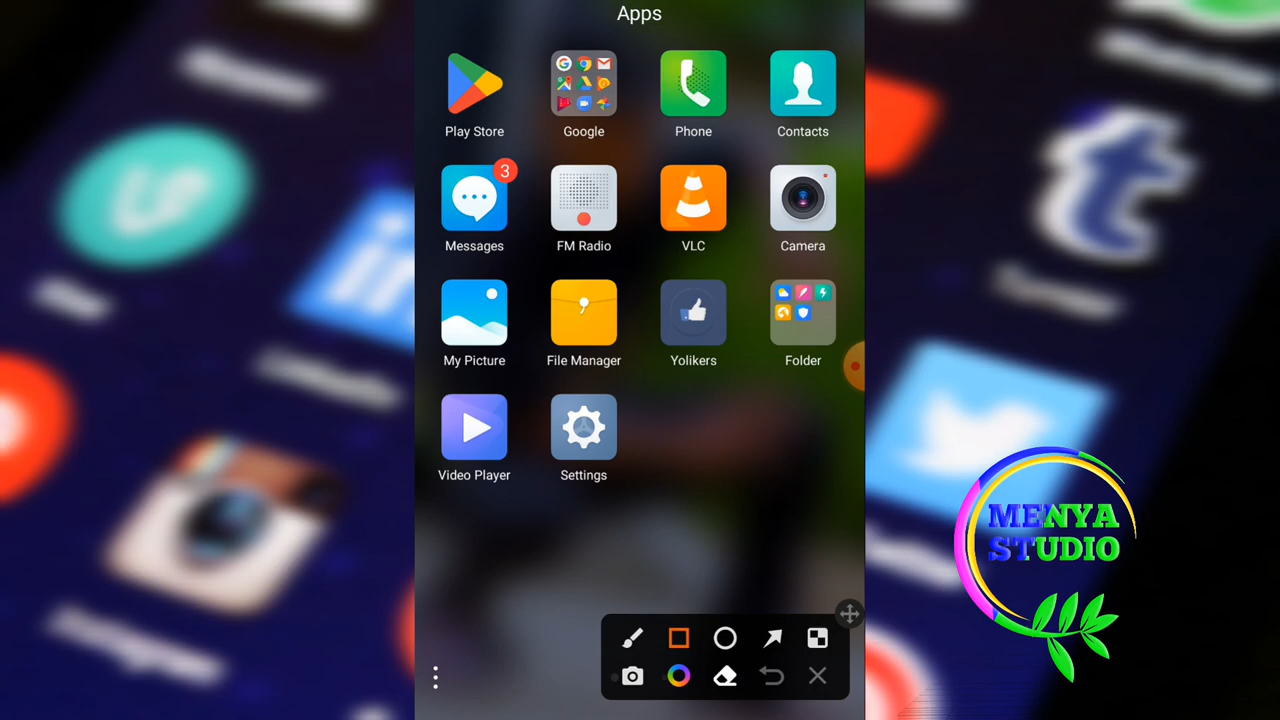 Apps
Play Store
Google
Phone
Contacts
3
Messages
FM Radio
VLC
Camera
My Picture
File Manager
Yolikers
Folder
Video Player
Settings
MENYA
STUDIO